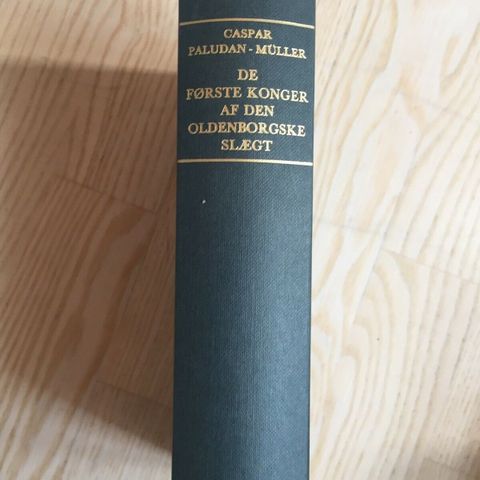 CASPAR
PALUDAN-MÜLLER
DE
FØRSTE KONGER
AF DEN
OLDENBORGSKE
SLÆGT